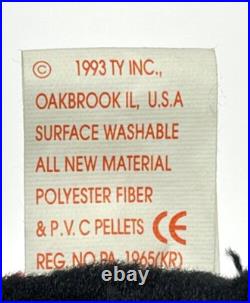 © 1993 TY INC.,
OAKBROOK IL, U.S.A
SURFACE WASHABLE
ALL NEW MATERIAL
POLYESTER FIBER
& P.V.C PELLETS CE
REG. NO PA. 1965(KR)